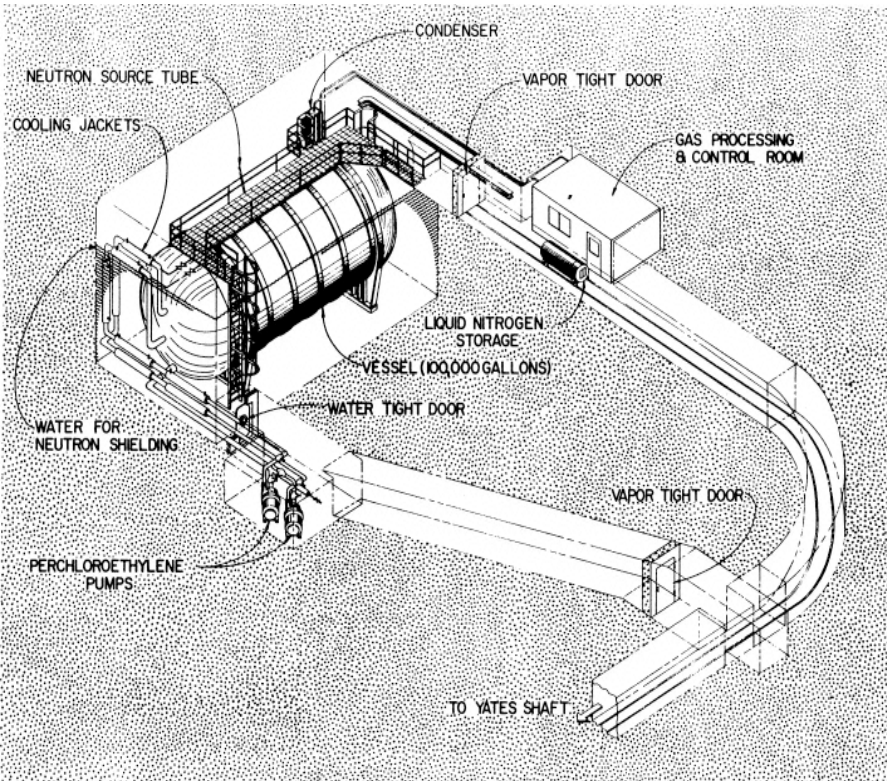 CONDENSER
NEUTRON SOURCE TUBE
VAPOR TIGHT DOOR
COOLING JACKETS
GAS PROCESSING
& CONTROL ROOM
LIQUID NITROGEN
STORAGE
VESSEL (100,000 GALLONS)
WATER TIGHT DOOR
WATER FOR
NEUTRON SHIELDING
VAPOR TIGHT DOOR
PERCHLOROETHYLENE
PUMPS
TO YATES SHAFT